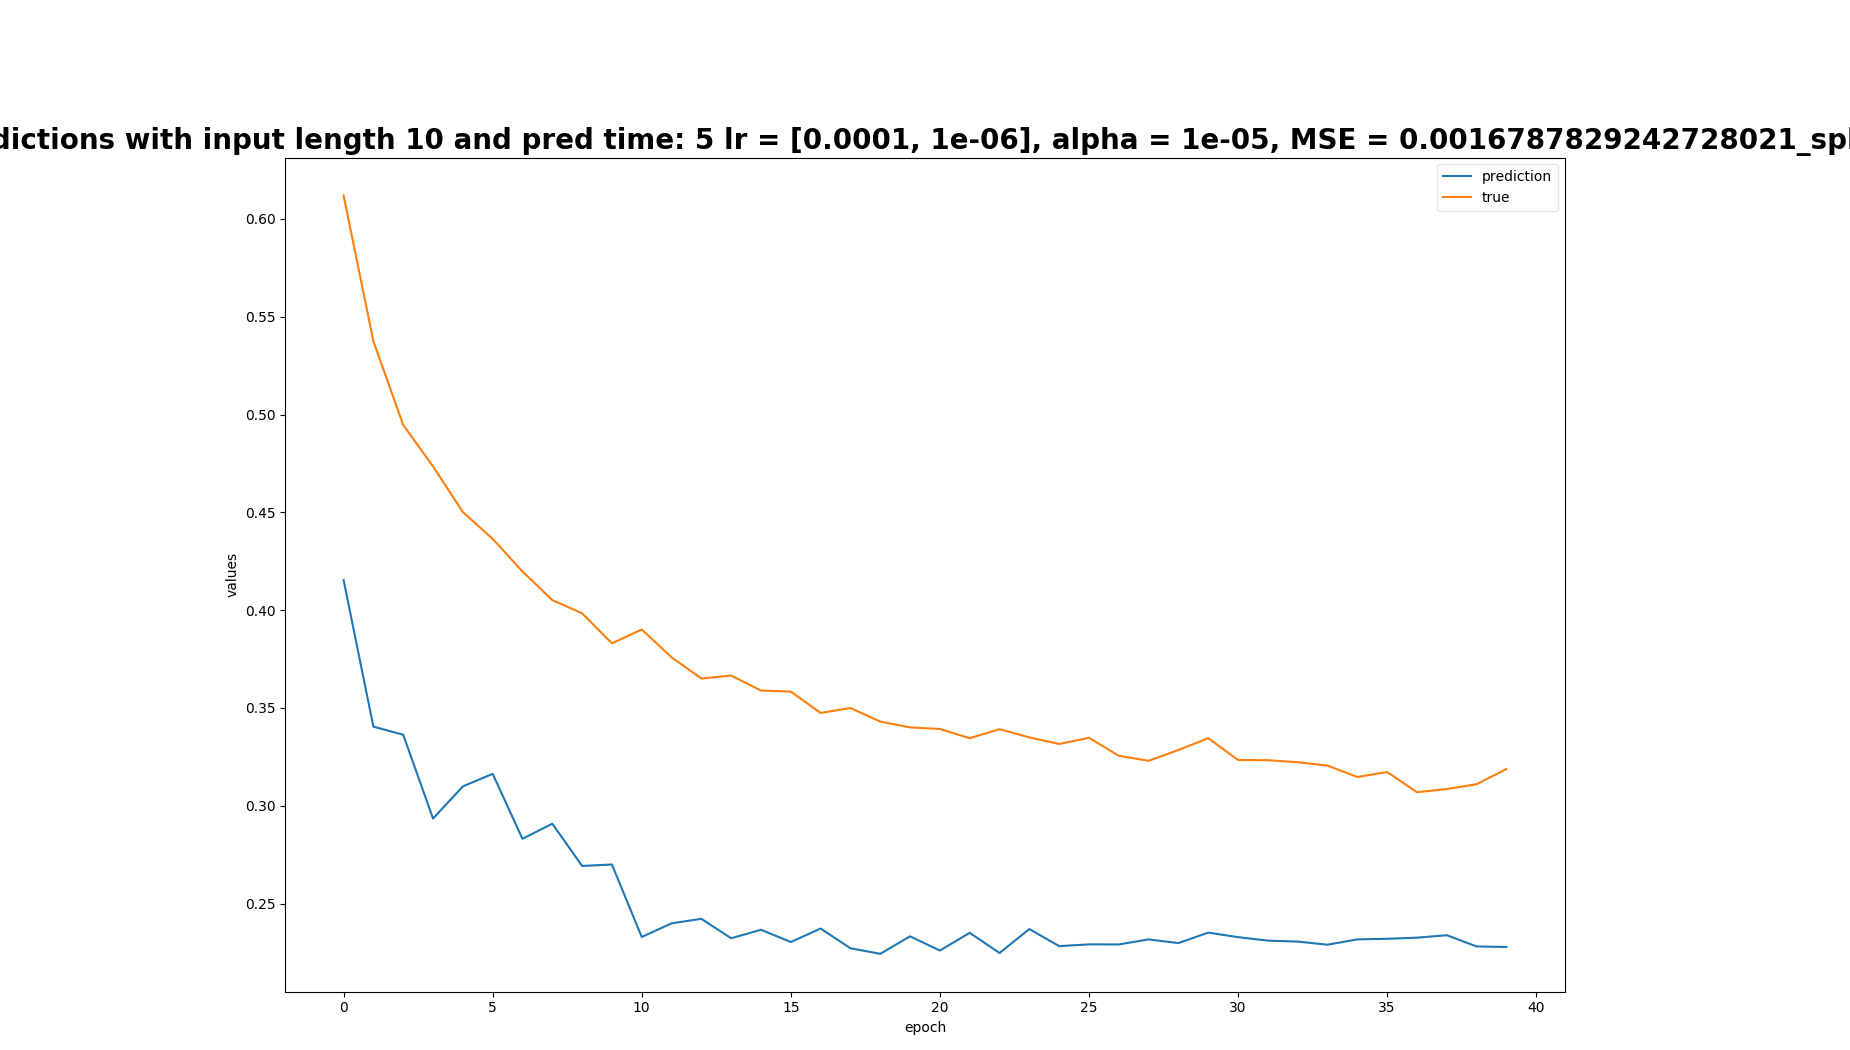 dictions with input length 10 and pred time: 5 lr = [0.0001, 1e-06], alpha = 1e-05, MSE = 0.0016787829242728021_spl
prediction
true
0.60
0.55
0.50
0.45
0.40
0.35
0.30
0.25
values
0 5 10 15 20 25 30 35 40
epoch